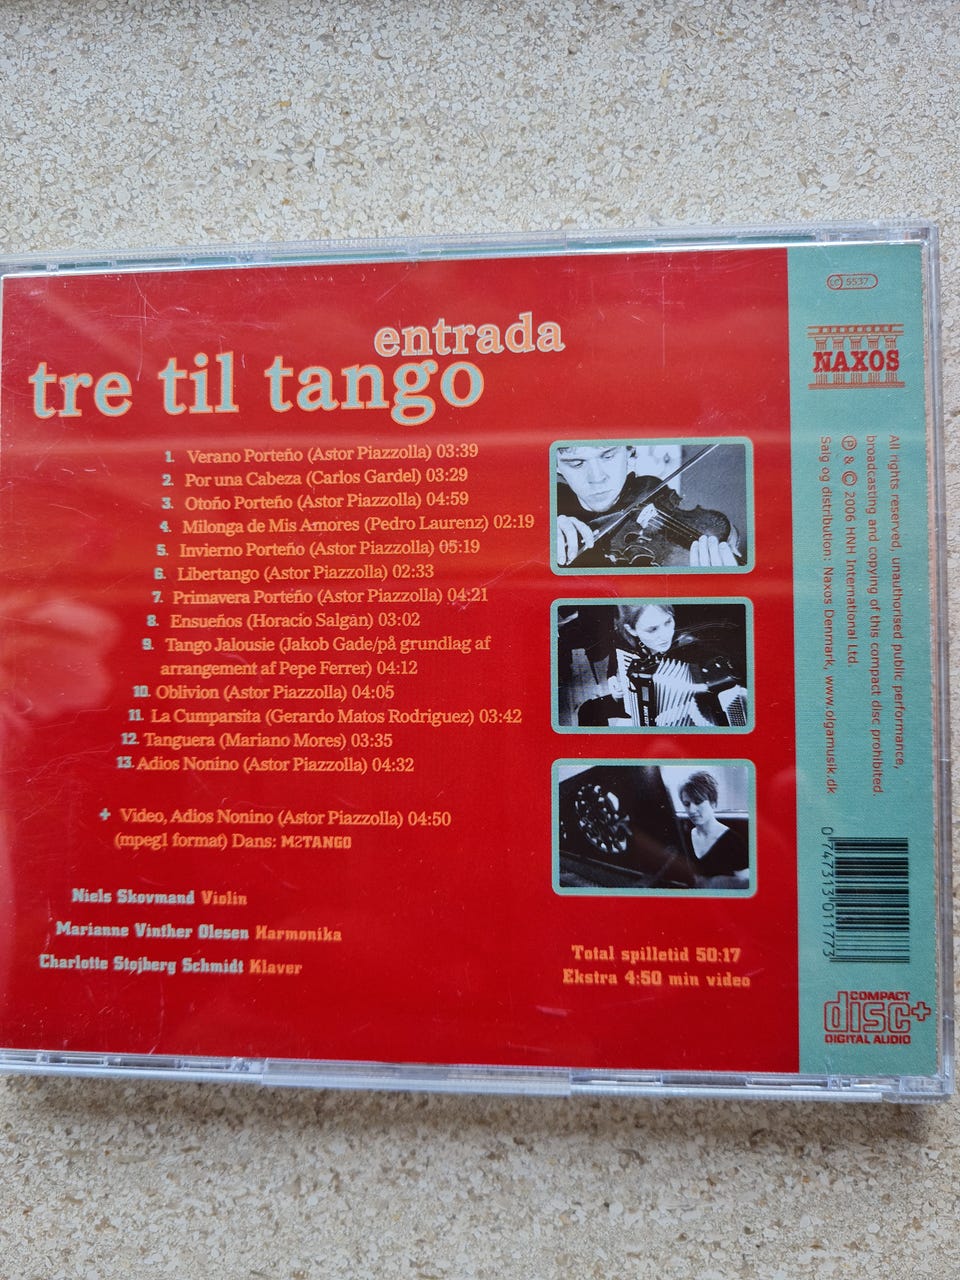 entrada
tre til tango
1. Verano Porteño (Astor Piazzolla) 03:39
2. Por una Cabeza (Carlos Gardel) 03:29
3. Otoño Porteño (Astor Piazzolla) 04:59
4. Milonga de Mis Amores (Pedro Laurenz) 02:19
5. Invierno Porteño (Astor Piazzolla) 05:19
6. Libertango (Astor Piazzolla) 02:33
7. Primavera Porteño (Astor Piazzolla) 04:21
8. Ensueños (Horacio Salgàn) 03:02
9. Tango Jalousie (Jakob Gade/på grundlag af
arrangement af Pepe Ferrer) 04:12
10. Oblivion (Astor Piazzolla) 04:05
11. La Cumparsita (Gerardo Matos Rodriguez) 03:42
12. Tanguera (Mariano Mores) 03:35
13. Adios Nonino (Astor Piazzolla) 04:32
+ Video, Adios Nonino (Astor Piazzolla) 04:50
(mpeg1 format) Dans: M2TANGO
Niels Skovmand Violin
Marianne Vinther Olesen Harmonika
Charlotte Støjberg Schmidt Klaver
Total spilletid 50:17
Ekstra 4:50 min video
LC 5537
NAXOS
All rights reserved, unauthorised public performance,
broadcasting and copying of this compact disc prohibited.
℗ & © 2006 HNH International Ltd.
Salg og distribution: Naxos Denmark, www.olgamusik.dk
0 747313 011773
COMPACT
disc+
DIGITAL AUDIO